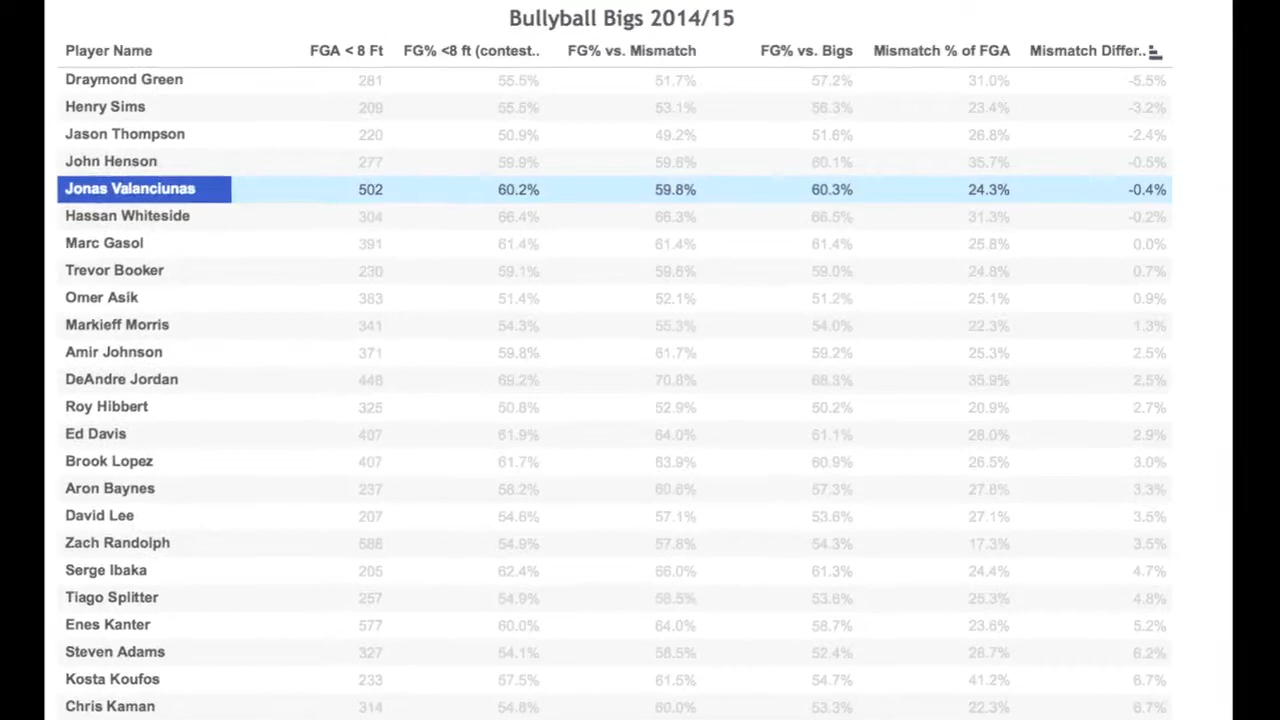 Bullyball Bigs 2014/15
Player Name FGA < 8 Ft FG% <8 ft (contest.. FG% vs. Mismatch FG% vs. Bigs Mismatch % of FGA Mismatch Differ..
Draymond Green 281 55.5% 51.7% 57.2% 31.0% -5.5%
Henry Sims 209 55.5% 53.1% 56.3% 23.4% -3.2%
Jason Thompson 220 50.9% 49.2% 51.6% 26.8% -2.4%
John Henson 277 59.9% 59.6% 60.1% 35.7% -0.5%
Jonas Valanciunas 502 60.2% 59.8% 60.3% 24.3% -0.4%
Hassan Whiteside 304 66.4% 66.3% 66.5% 31.3% -0.2%
Marc Gasol 391 61.4% 61.4% 61.4% 25.8% 0.0%
Trevor Booker 230 59.1% 59.6% 59.0% 24.8% 0.7%
Omer Asik 383 51.4% 52.1% 51.2% 25.1% 0.9%
Markieff Morris 341 54.3% 55.3% 54.0% 22.3% 1.3%
Amir Johnson 371 59.8% 61.7% 59.2% 25.3% 2.5%
DeAndre Jordan 448 69.2% 70.8% 68.3% 35.9% 2.5%
Roy Hibbert 325 50.8% 52.9% 50.2% 20.9% 2.7%
Ed Davis 407 61.9% 64.0% 61.1% 28.0% 2.9%
Brook Lopez 407 61.7% 63.9% 60.9% 26.5% 3.0%
Aron Baynes 237 58.2% 60.6% 57.3% 27.8% 3.3%
David Lee 207 54.6% 57.1% 53.6% 27.1% 3.5%
Zach Randolph 588 54.9% 57.8% 54.3% 17.3% 3.5%
Serge Ibaka 205 62.4% 66.0% 61.3% 24.4% 4.7%
Tiago Splitter 257 54.9% 58.5% 53.6% 25.3% 4.8%
Enes Kanter 577 60.0% 64.0% 58.7% 23.6% 5.2%
Steven Adams 327 54.1% 58.5% 52.4% 28.7% 6.2%
Kosta Koufos 233 57.5% 61.5% 54.7% 41.2% 6.7%
Chris Kaman 314 54.8% 60.0% 53.3% 22.3% 6.7%